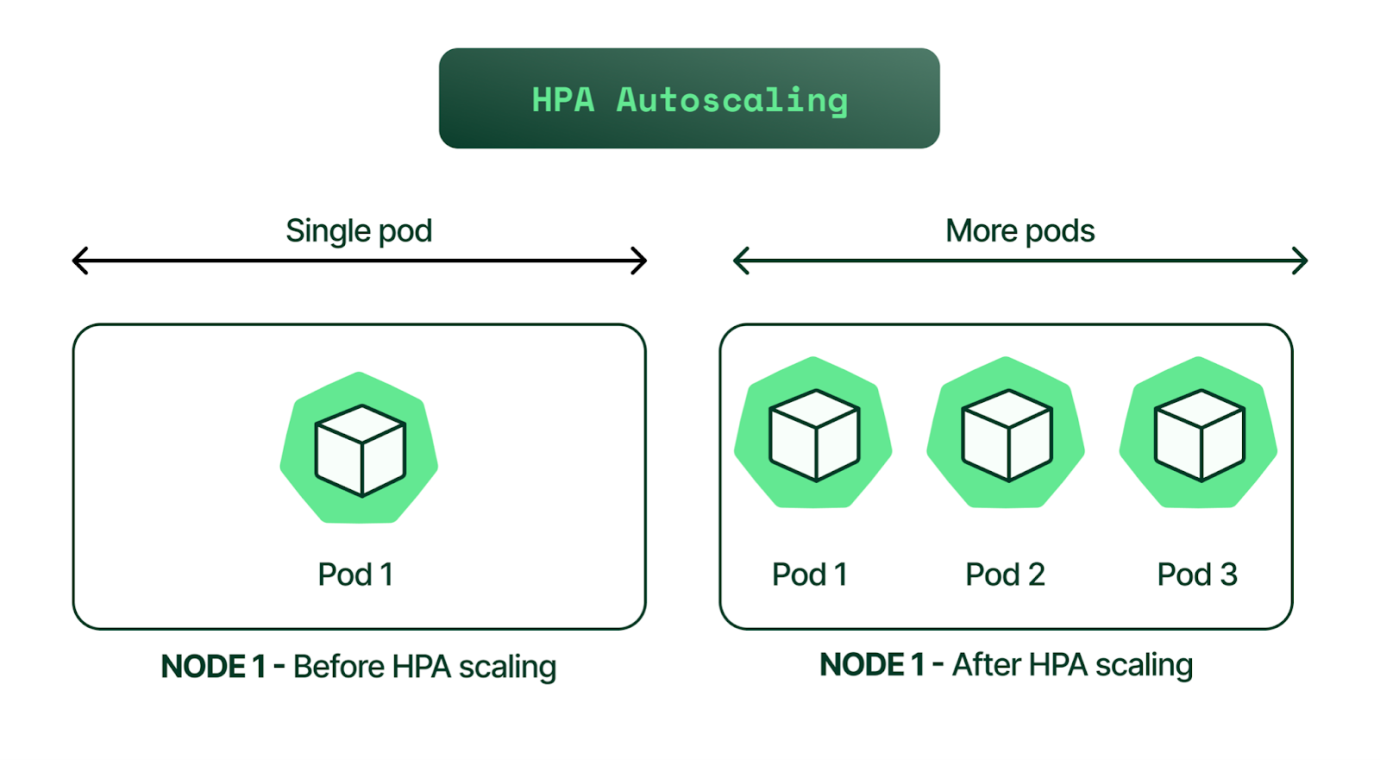 HPA Autoscaling
Single pod
More pods
Pod 1
Pod 1
Pod 2
Pod 3
NODE 1 - Before HPA scaling
NODE 1 - After HPA scaling